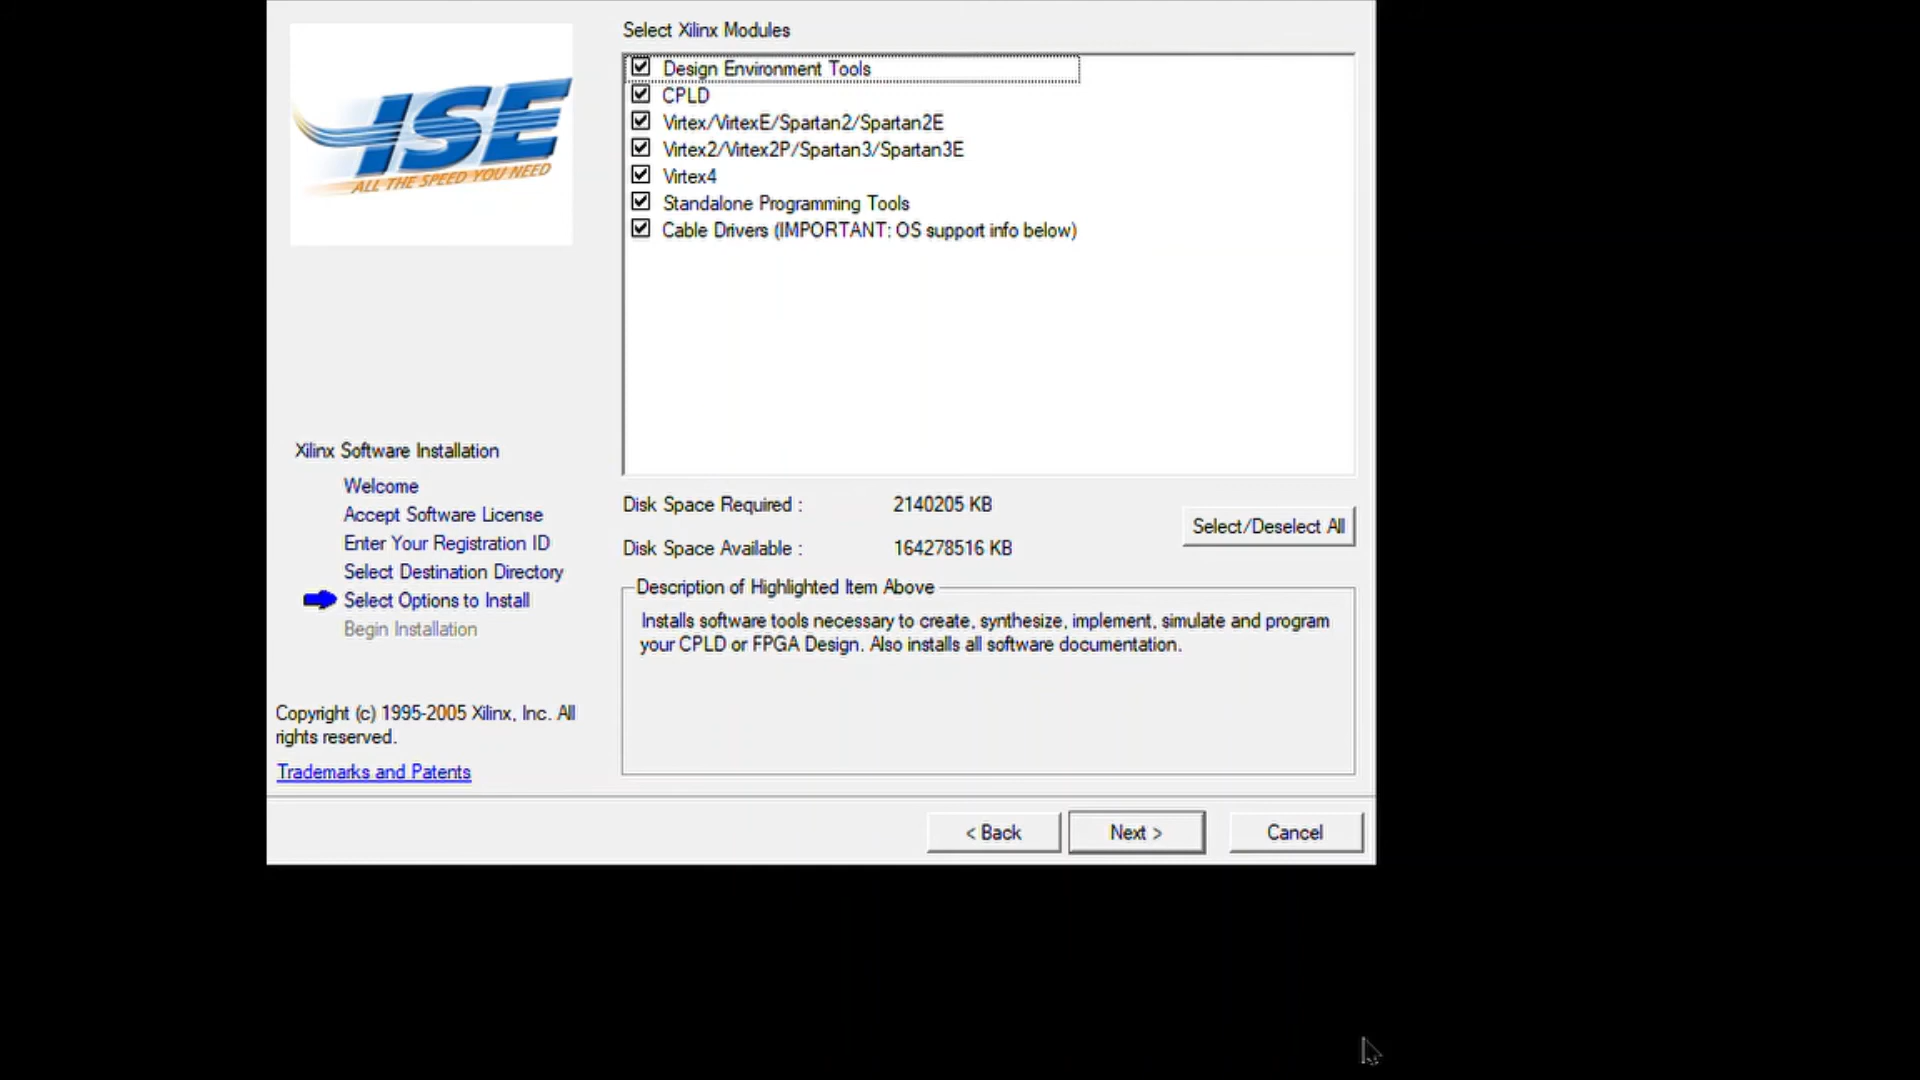 Select Xilinx Modules
Design Environment Tools
CPLD
Virtex/VirtexE/Spartan2/Spartan2E
Virtex2/Virtex2P/Spartan3/Spartan3E
Virtex4
Standalone Programming Tools
Cable Drivers (IMPORTANT: OS support info below)
ISE
ALL THE SPEED YOU NEED
Xilinx Software Installation
Welcome
Accept Software License
Enter Your Registration ID
Select Destination Directory
Select Options to Install
Begin Installation
Disk Space Required : 2140205 KB
Disk Space Available : 164278516 KB
Select/Deselect All
Description of Highlighted Item Above
Installs software tools necessary to create, synthesize, implement, simulate and program
your CPLD or FPGA Design. Also installs all software documentation.
Copyright (c) 1995-2005 Xilinx, Inc. All
rights reserved.
Trademarks and Patents
< Back
Next >
Cancel